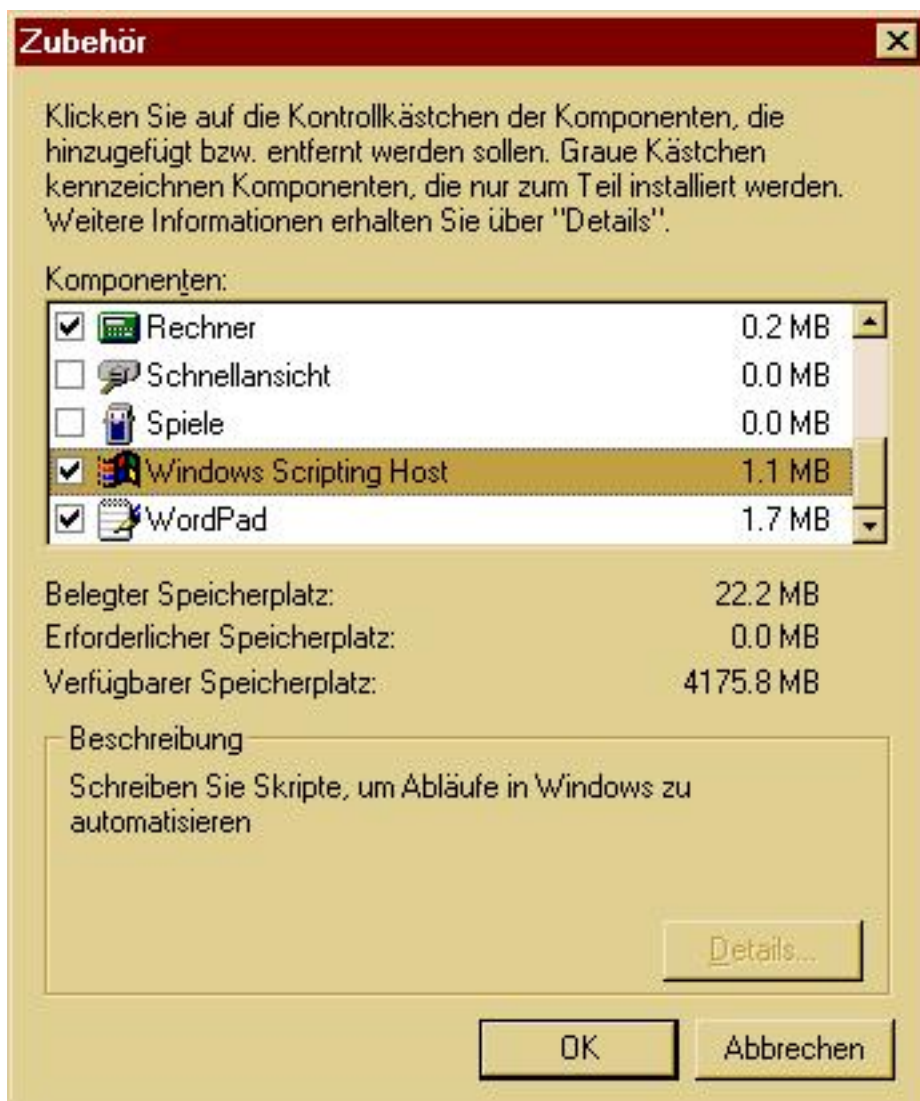 Zubehör
Klicken Sie auf die Kontrollkästchen der Komponenten, die
hinzugefügt bzw. entfernt werden sollen. Graue Kästchen
kennzeichnen Komponenten, die nur zum Teil installiert werden.
Weitere Informationen erhalten Sie über "Details".
Komponenten:
Rechner 0.2 MB
Schnellansicht 0.0 MB
Spiele 0.0 MB
Windows Scripting Host 1.1 MB
WordPad 1.7 MB
Belegter Speicherplatz: 22.2 MB
Erforderlicher Speicherplatz: 0.0 MB
Verfügbarer Speicherplatz: 4175.8 MB
Beschreibung
Schreiben Sie Skripte, um Abläufe in Windows zu
automatisieren
Details...
OK Abbrechen